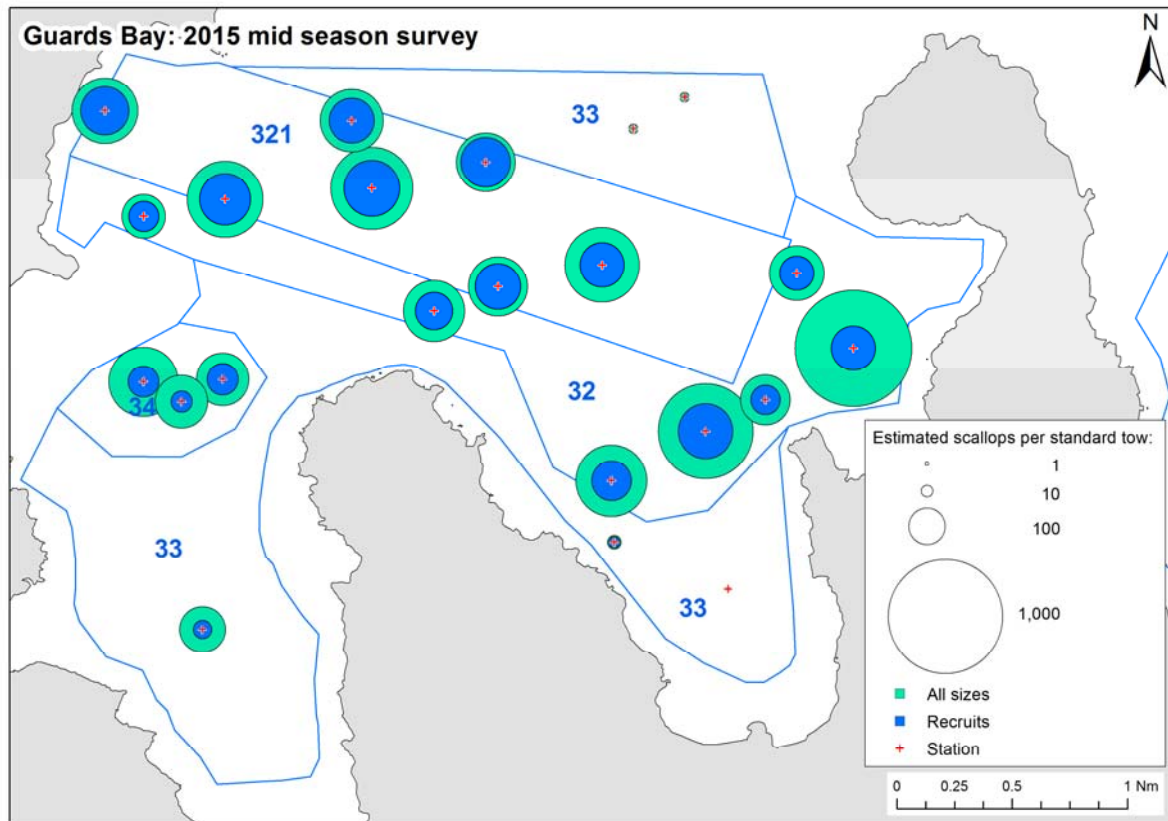 Guards Bay: 2015 mid season survey
N
33
321
32
34
33
33
Estimated scallops per standard tow:
1
10
100
1,000
All sizes
Recruits
Station
0 0.25 0.5 1 Nm